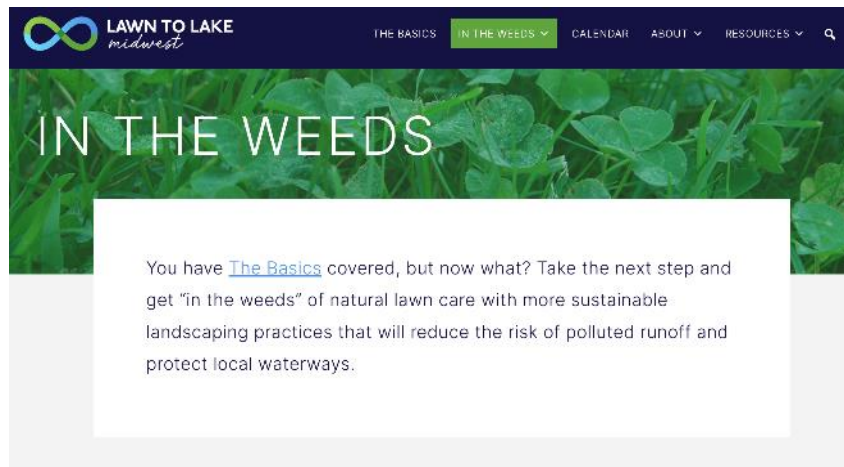 LAWN TO LAKE
midwest
THE BASICS IN THE WEEDS CALENDAR ABOUT RESOURCES
IN THE WEEDS
You have The Basics covered, but now what? Take the next step and
get “in the weeds” of natural lawn care with more sustainable
landscaping practices that will reduce the risk of polluted runoff and
protect local waterways.